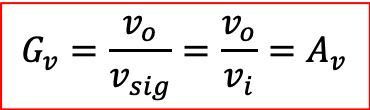 G_v = v_o / v_sig = v_o / v_i = A_v